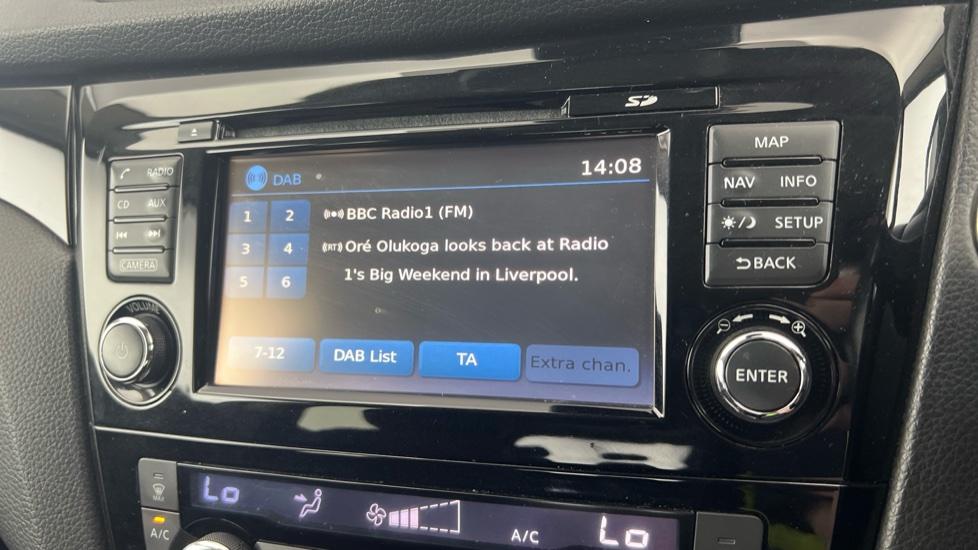 SD
RADIO
CD AUX
CAMERA
VOLUME
DAB 14:08
1 2 BBC Radio1 (FM)
3 4 (RT) Oré Olukoga looks back at Radio
5 6 1's Big Weekend in Liverpool.
7-12 DAB List TA Extra chan.
MAP
NAV INFO
SETUP
BACK
ENTER
MAX
A/C
Lo A/C Lo